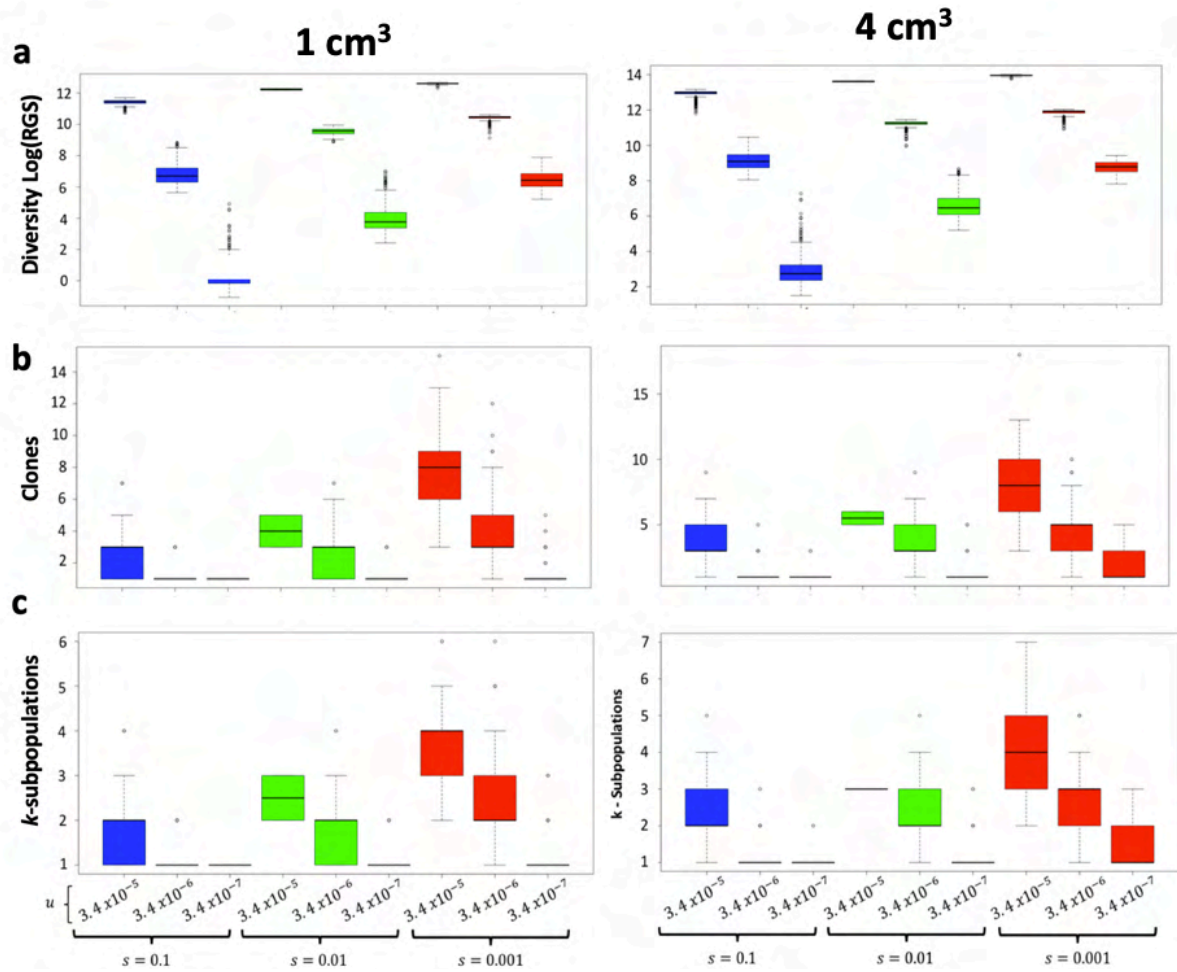 1 cm³
4 cm³
a
Diversity Log(RGS)
12
10
8
6
4
2
0
14
12
10
8
6
4
2
b
Clones
14
12
10
8
6
4
2
15
10
5
c
k-subpopulations
6
5
4
3
2
1
k - Subpopulations
7
6
5
4
3
2
1
u
3.4 x10⁻⁵
3.4 x10⁻⁶
3.4 x10⁻⁷
3.4 x10⁻⁵
3.4 x10⁻⁶
3.4 x10⁻⁷
3.4 x10⁻⁵
3.4 x10⁻⁶
3.4 x10⁻⁷
3.4 x10⁻⁵
3.4 x10⁻⁶
3.4 x10⁻⁷
3.4 x10⁻⁵
3.4 x10⁻⁶
3.4 x10⁻⁷
3.4 x10⁻⁵
3.4 x10⁻⁶
3.4 x10⁻⁷
s = 0.1
s = 0.01
s = 0.001
s = 0.1
s = 0.01
s = 0.001